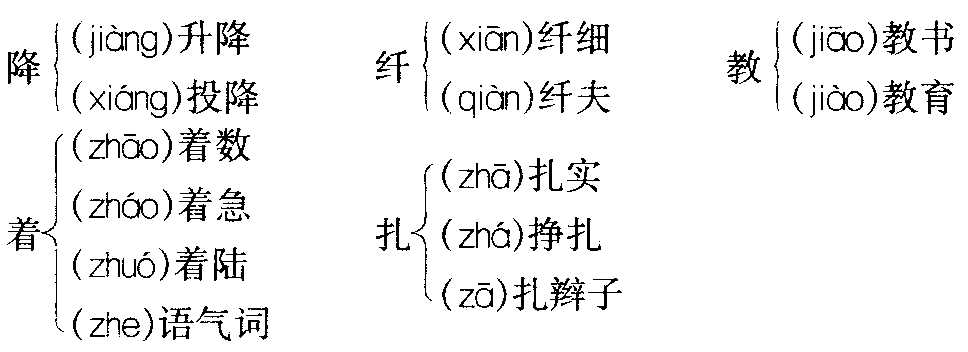 降 (jiàng)升降
(xiáng)投降
纤 (xiān)纤细
(qiàn)纤夫
教 (jiāo)教书
(jiào)教育
着 (zhāo)着数
(zháo)着急
(zhuó)着陆
(zhe)语气词
扎 (zhā)扎实
(zhá)挣扎
(zā)扎辫子